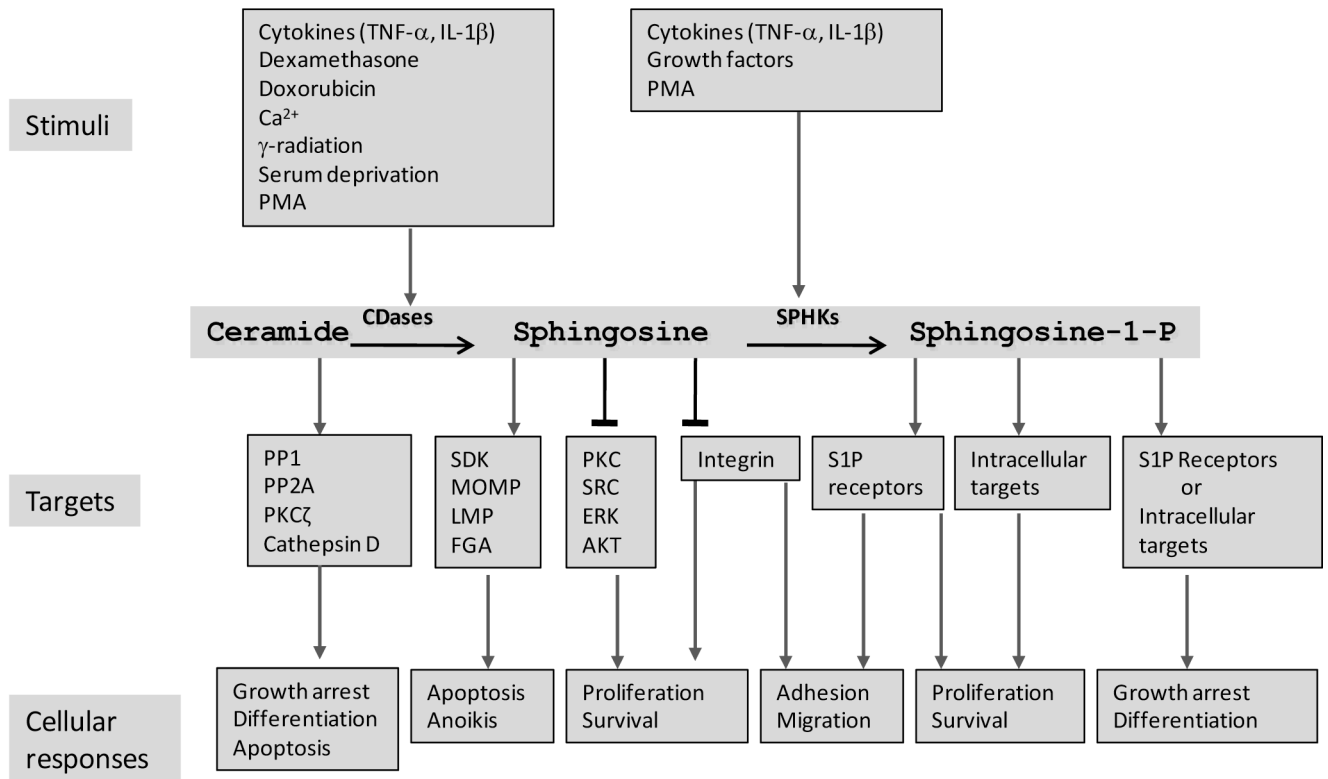 Stimuli
Cytokines (TNF-α, IL-1β)
Dexamethasone
Doxorubicin
Ca²⁺
γ-radiation
Serum deprivation
PMA
Cytokines (TNF-α, IL-1β)
Growth factors
PMA
Ceramide
CDases
Sphingosine
SPHKs
Sphingosine-1-P
Targets
PP1
PP2A
PKCζ
Cathepsin D
SDK
MOMP
LMP
FGA
PKC
SRC
ERK
AKT
Integrin
S1P
receptors
Intracellular
targets
S1P Receptors
or
Intracellular
targets
Cellular
responses
Growth arrest
Differentiation
Apoptosis
Apoptosis
Anoikis
Proliferation
Survival
Adhesion
Migration
Proliferation
Survival
Growth arrest
Differentiation